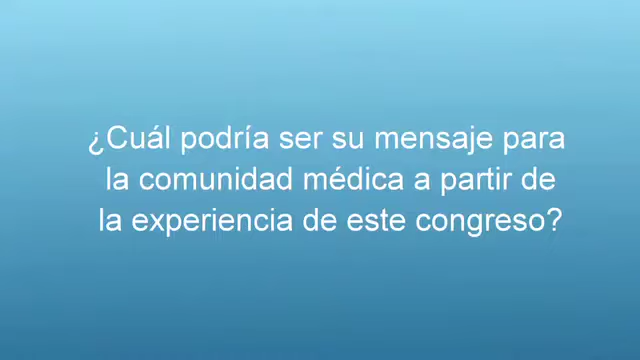 ¿Cuál podría ser su mensaje para
la comunidad médica a partir de
la experiencia de este congreso?